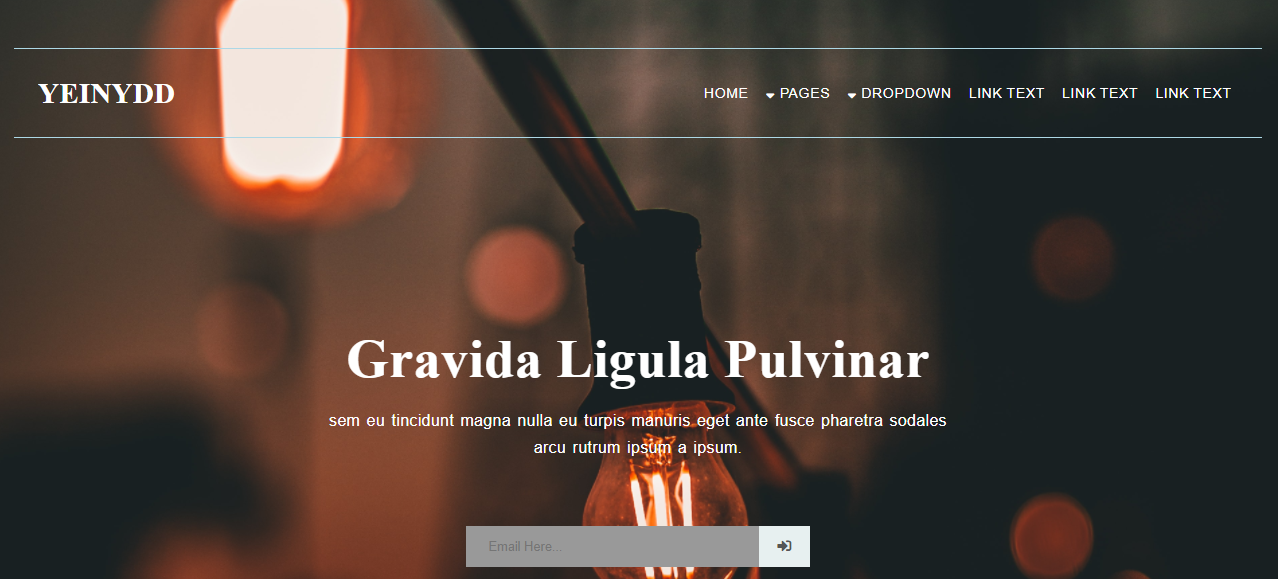 YEINYDD
HOME PAGES DROPDOWN LINK TEXT LINK TEXT LINK TEXT
Gravida Ligula Pulvinar
sem eu tincidunt magna nulla eu turpis manuris eget ante fusce pharetra sodales
arcu rutrum ipsum a ipsum.
Email Here...